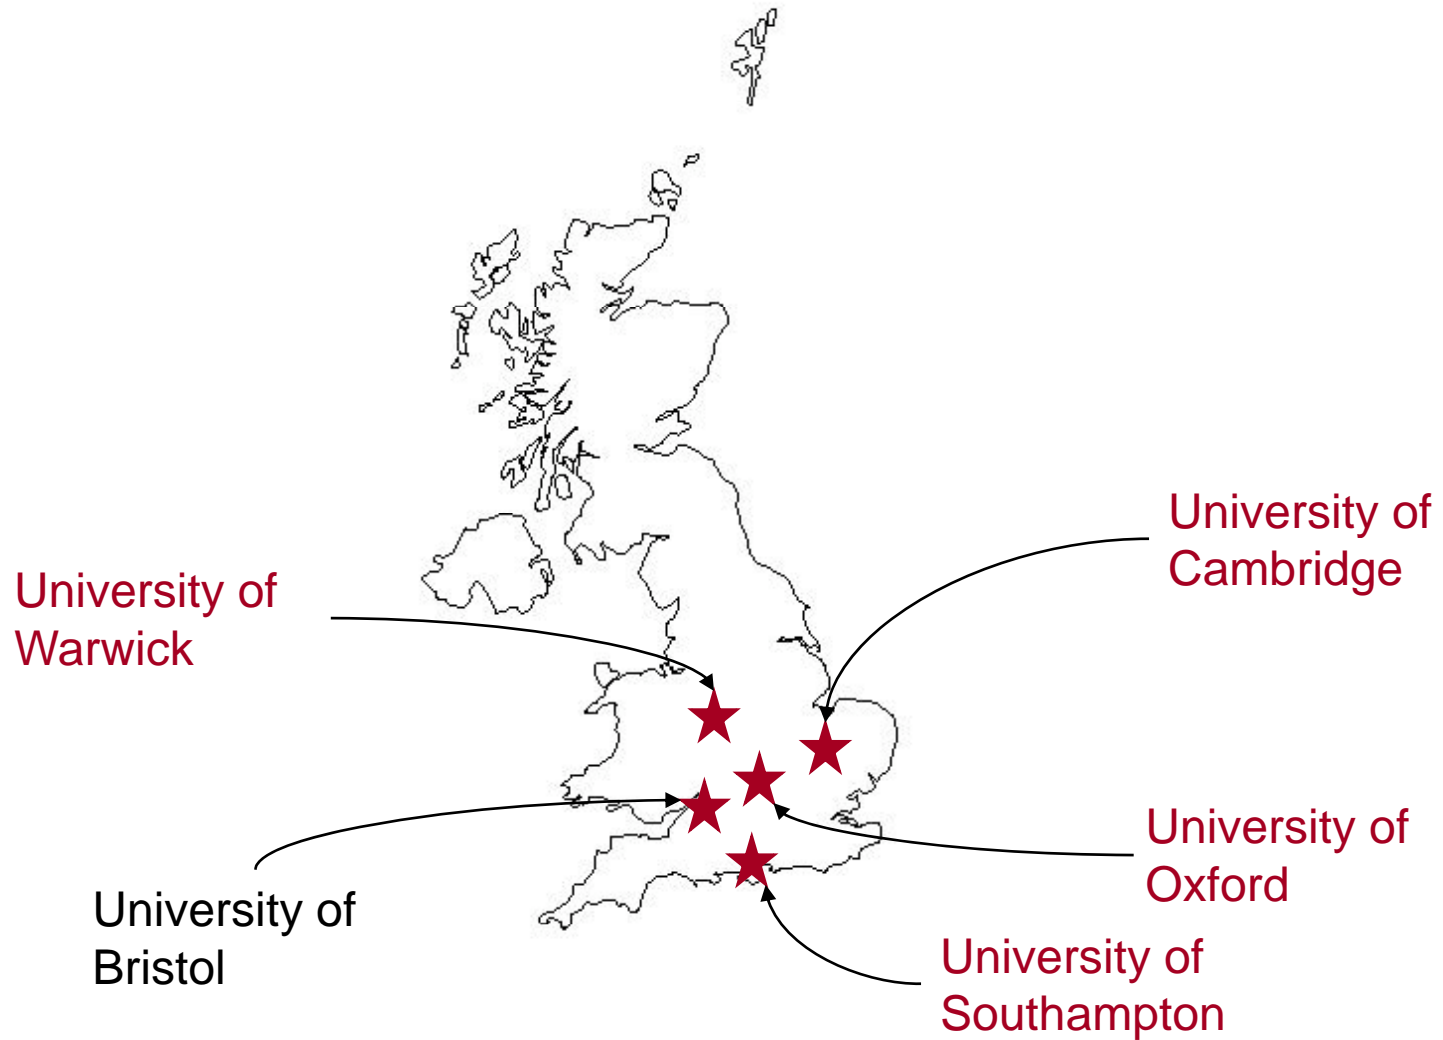 University of
Cambridge
University of
Warwick
University of
Oxford
University of
Bristol
University of
Southampton